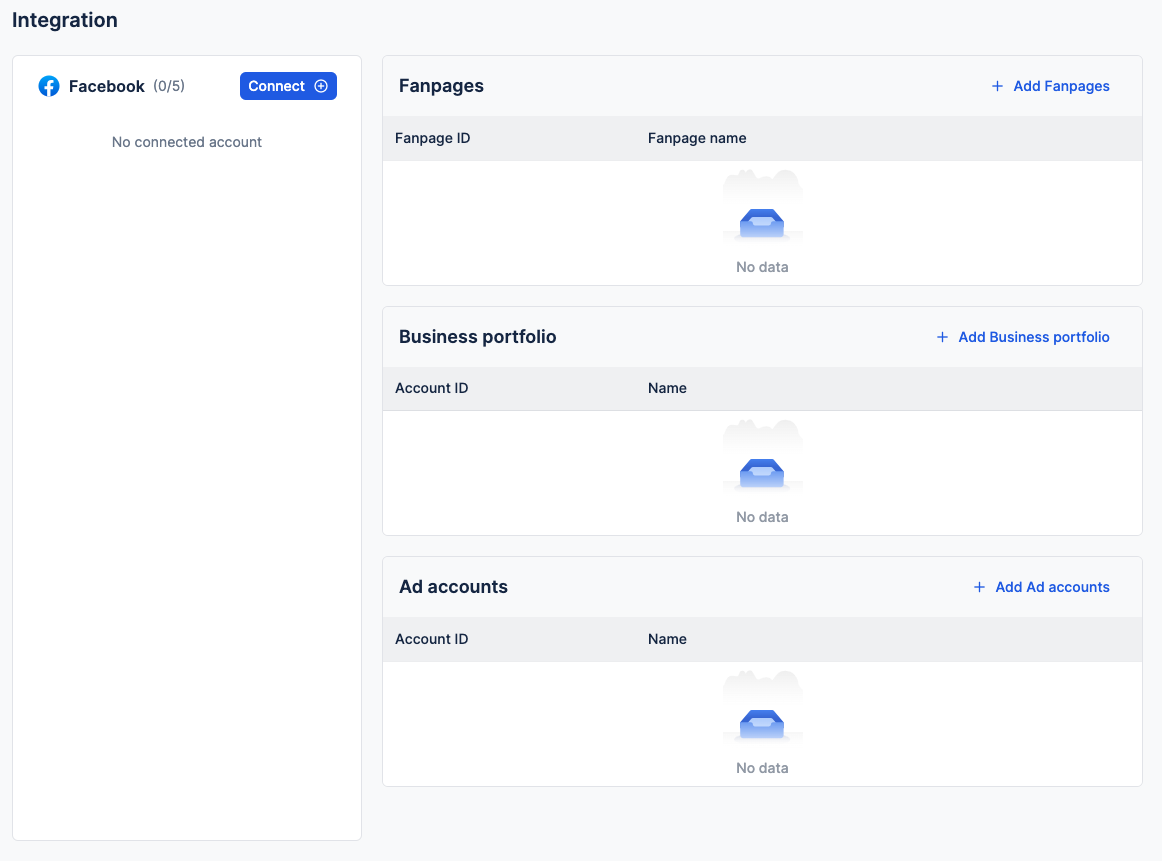 Integration
Facebook (0/5)
Connect
No connected account
Fanpages
Add Fanpages
Fanpage ID Fanpage name
No data
Business portfolio
Add Business portfolio
Account ID Name
No data
Ad accounts
Add Ad accounts
Account ID Name
No data